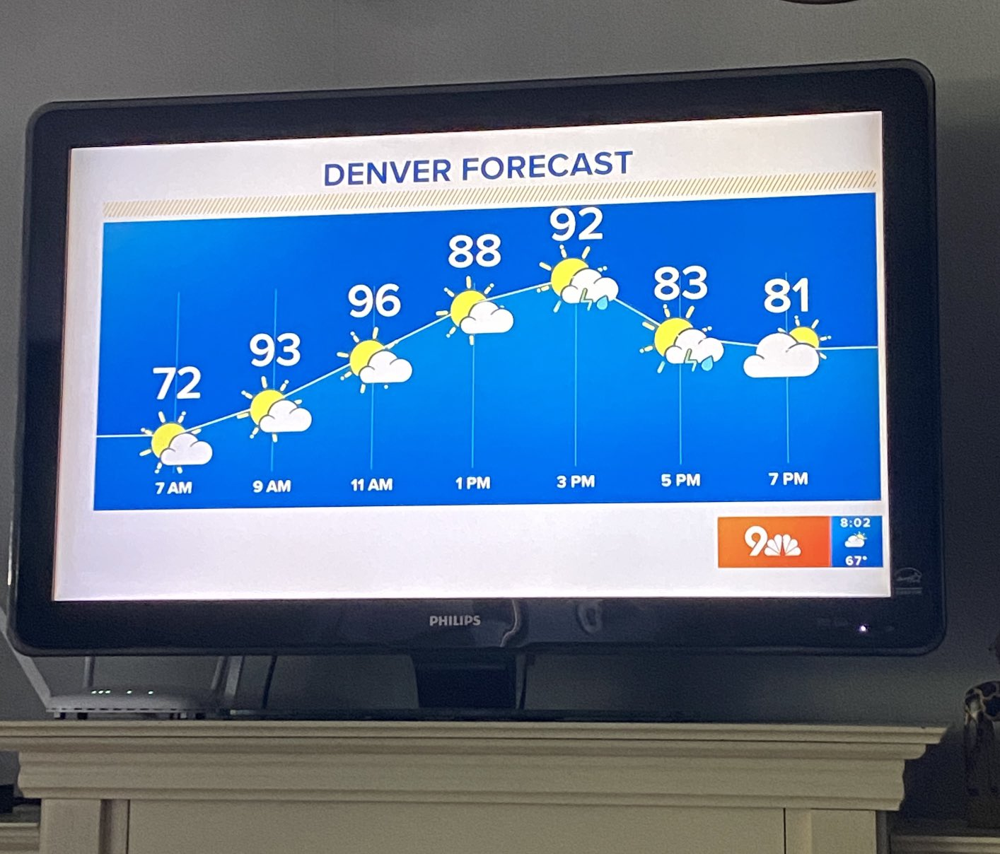 DENVER FORECAST
72 93 96 88 92 83 81
7 AM 9 AM 11 AM 1 PM 3 PM 5 PM 7 PM
9
8:02
67°
PHILIPS